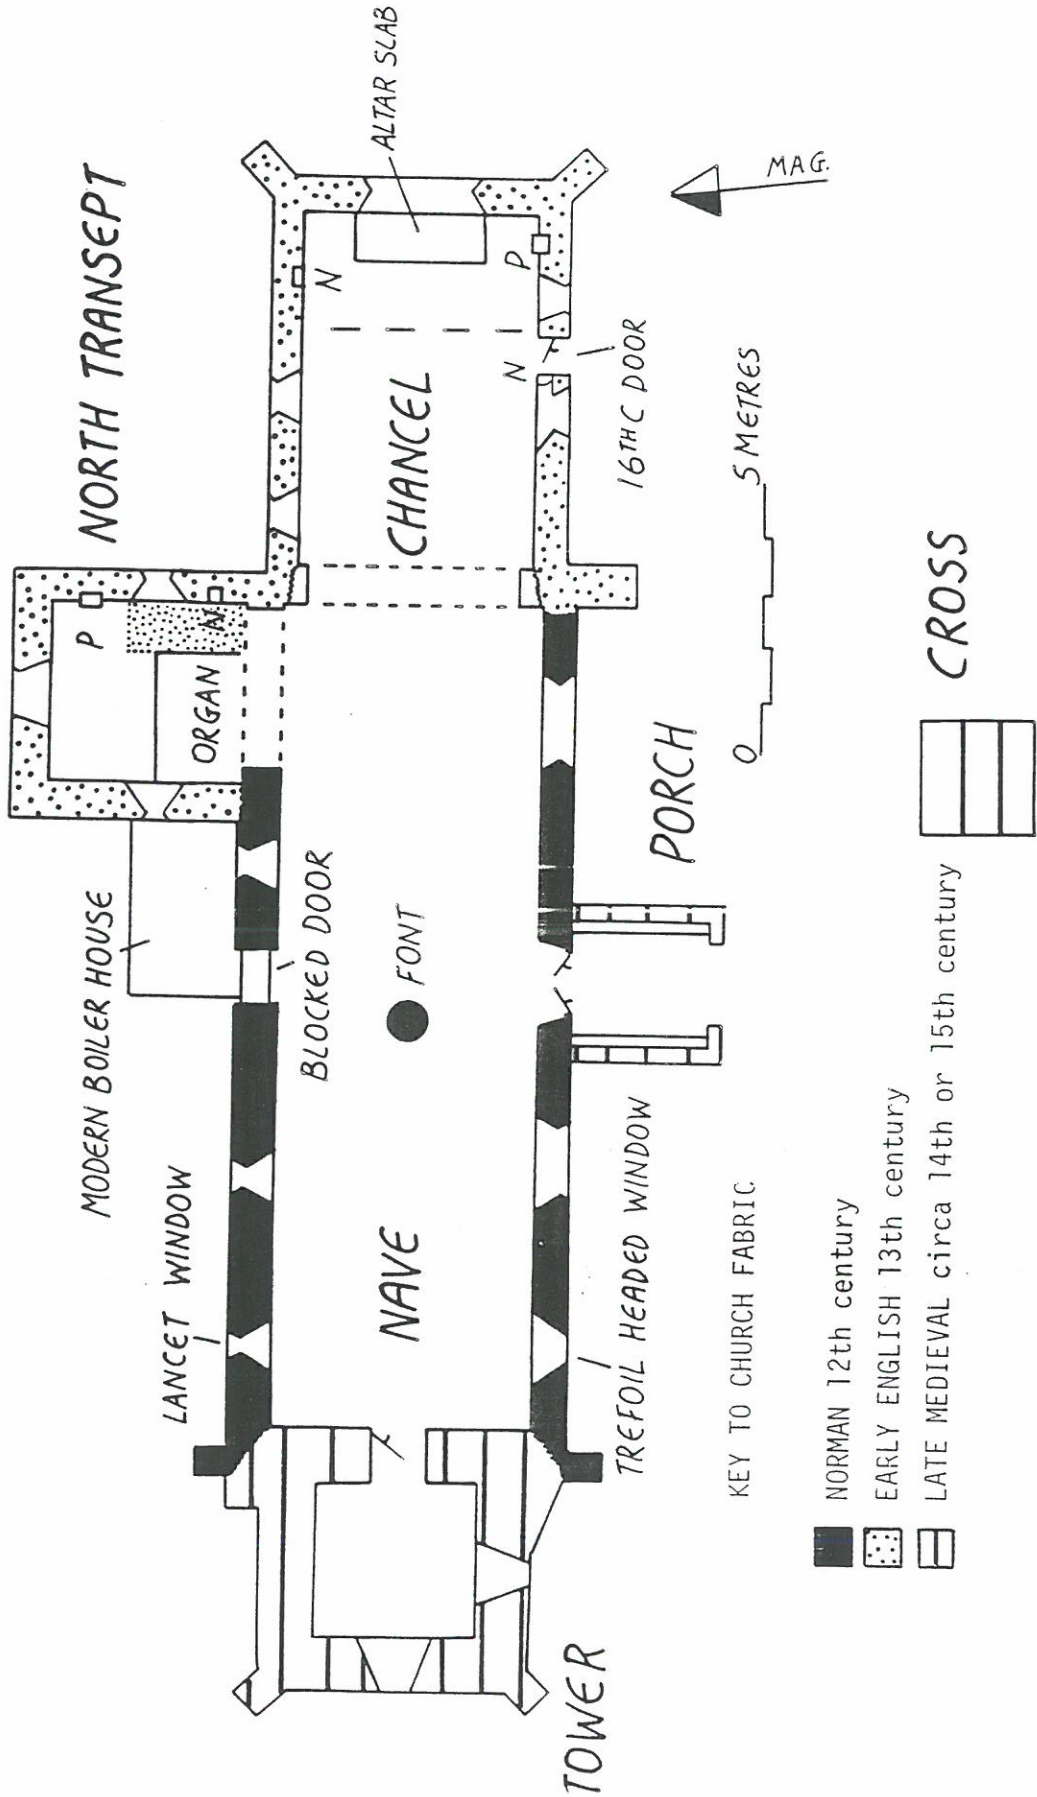 NORTH TRANSEPT
ALTAR SLAB
MAG.
N
P
CHANCEL
N
16TH C DOOR
P
N
ORGAN
MODERN BOILER HOUSE
BLOCKED DOOR
FONT
PORCH
0 5 METRES
CROSS
LANCET WINDOW
NAVE
TREFOIL HEADED WINDOW
TOWER
KEY TO CHURCH FABRIC
NORMAN 12th century
EARLY ENGLISH 13th century
LATE MEDIEVAL circa 14th or 15th century